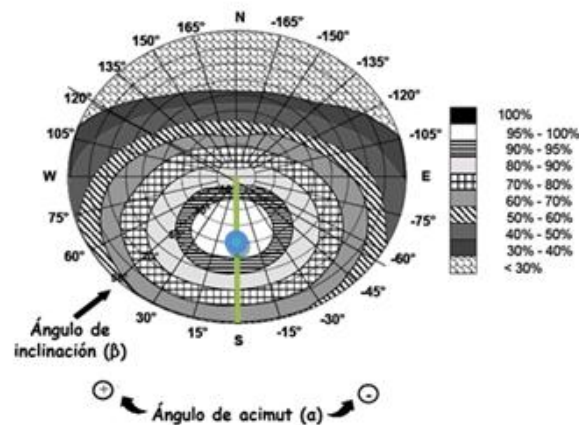 N
165°
-165°
150°
-150°
135°
-135°
120°
-120°
105°
-105°
W
E
75°
-75°
60°
-60°
-45°
30°
-30°
15°
-15°
S
100%
95% - 100%
90% - 95%
80% - 90%
70% - 80%
60% - 70%
50% - 60%
40% - 50%
30% - 40%
< 30%
Ángulo de
inclinación (β)
+
-
Ángulo de acimut (α)